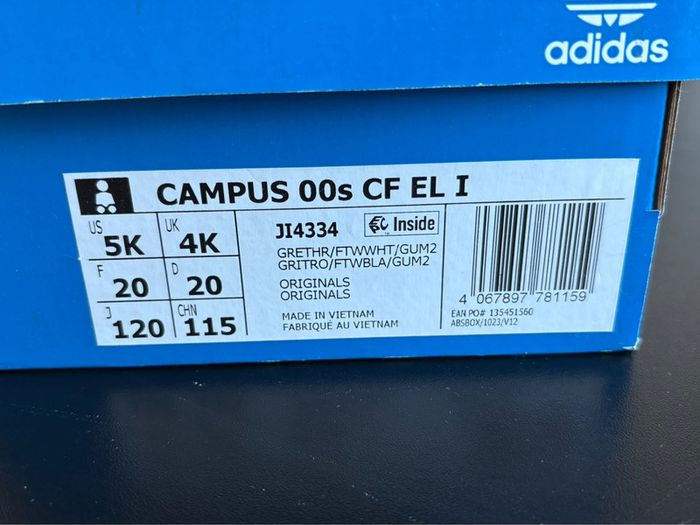 adidas
CAMPUS 00s CF EL I
US 5K UK 4K
F 20 D 20
J 120 CHN 115
JI4334 Inside
GRETHR/FTWWHT/GUM2
GRITRO/FTWBLA/GUM2
ORIGINALS
ORIGINALS
MADE IN VIETNAM
FABRIQUÉ AU VIETNAM
4 067897 781159
EAN PO# 135451560
ABSBOX/1023/V12